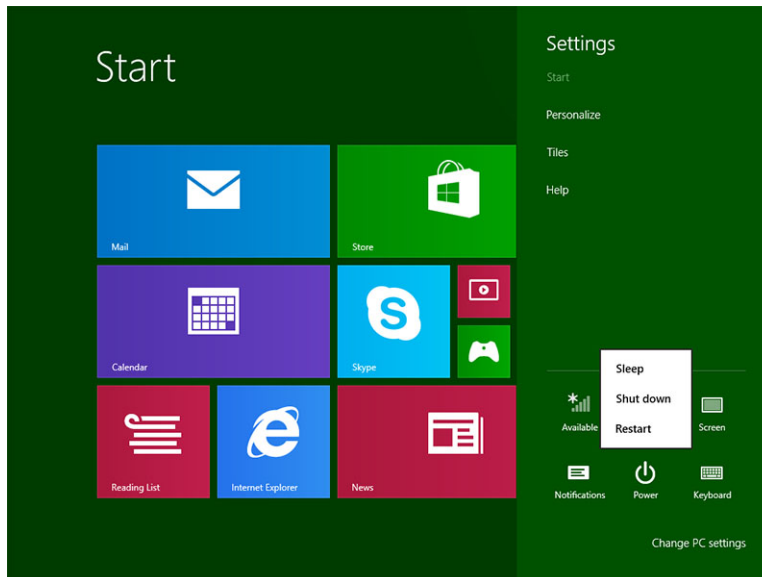 Start
Mail
Store
Calendar
Skype
Reading List
Internet Explorer
News
Settings
Start
Personalize
Tiles
Help
Sleep
Shut down
Restart
Available
Screen
Notifications
Power
Keyboard
Change PC settings